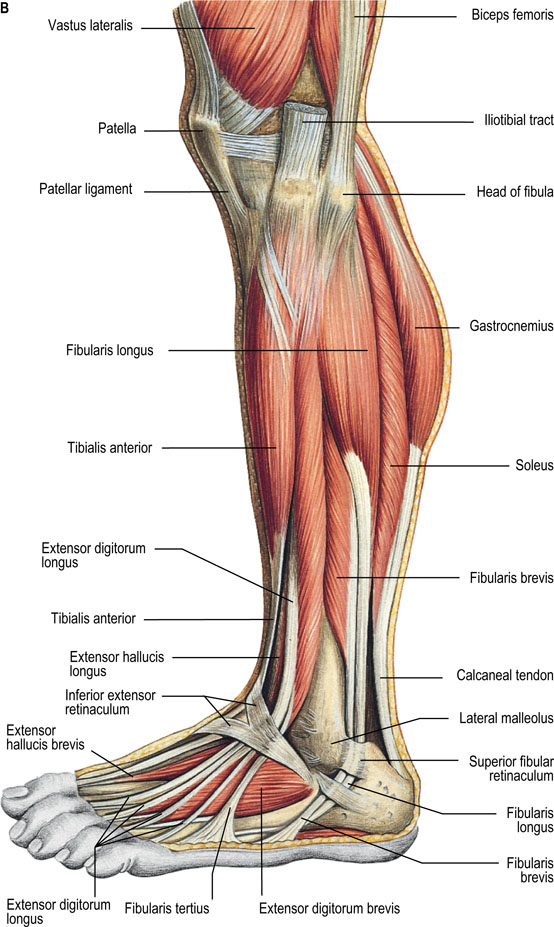 B
Vastus lateralis
Biceps femoris
Patella
Iliotibial tract
Patellar ligament
Head of fibula
Gastrocnemius
Fibularis longus
Tibialis anterior
Soleus
Extensor digitorum
longus
Fibularis brevis
Tibialis anterior
Extensor hallucis
longus
Calcaneal tendon
Inferior extensor
retinaculum
Lateral malleolus
Extensor
hallucis brevis
Superior fibular
retinaculum
Fibularis
longus
Fibularis
brevis
Extensor digitorum
longus
Fibularis tertius
Extensor digitorum brevis